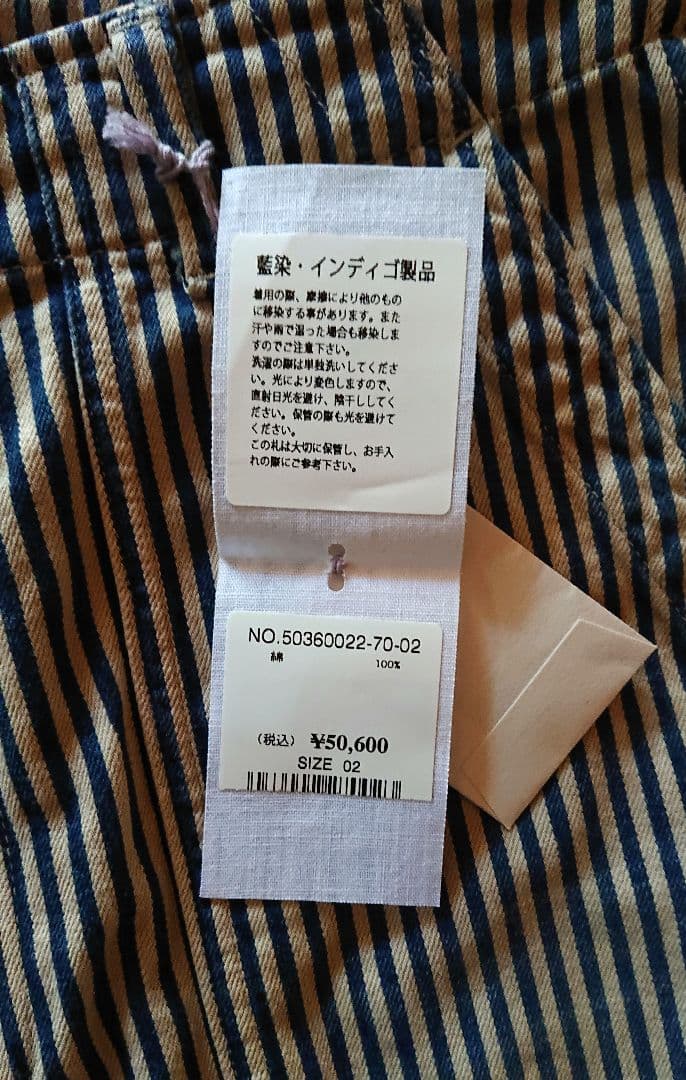 藍染・インディゴ製品
着用の際、摩擦により他のもの
に移染する事があります。また
汗や雨で湿った場合も移染しま
すのでご注意下さい。
洗濯の際は単独洗いしてくださ
い。光により変色しますので、
直射日光を避け、陰干ししてく
ださい。保管の際も光を避けて
ください。
この札は大切に保管し、お手入
れの際にご参考下さい。
NO.50360022-70-02
綿 100%
(税込) ¥50,600
SIZE 02